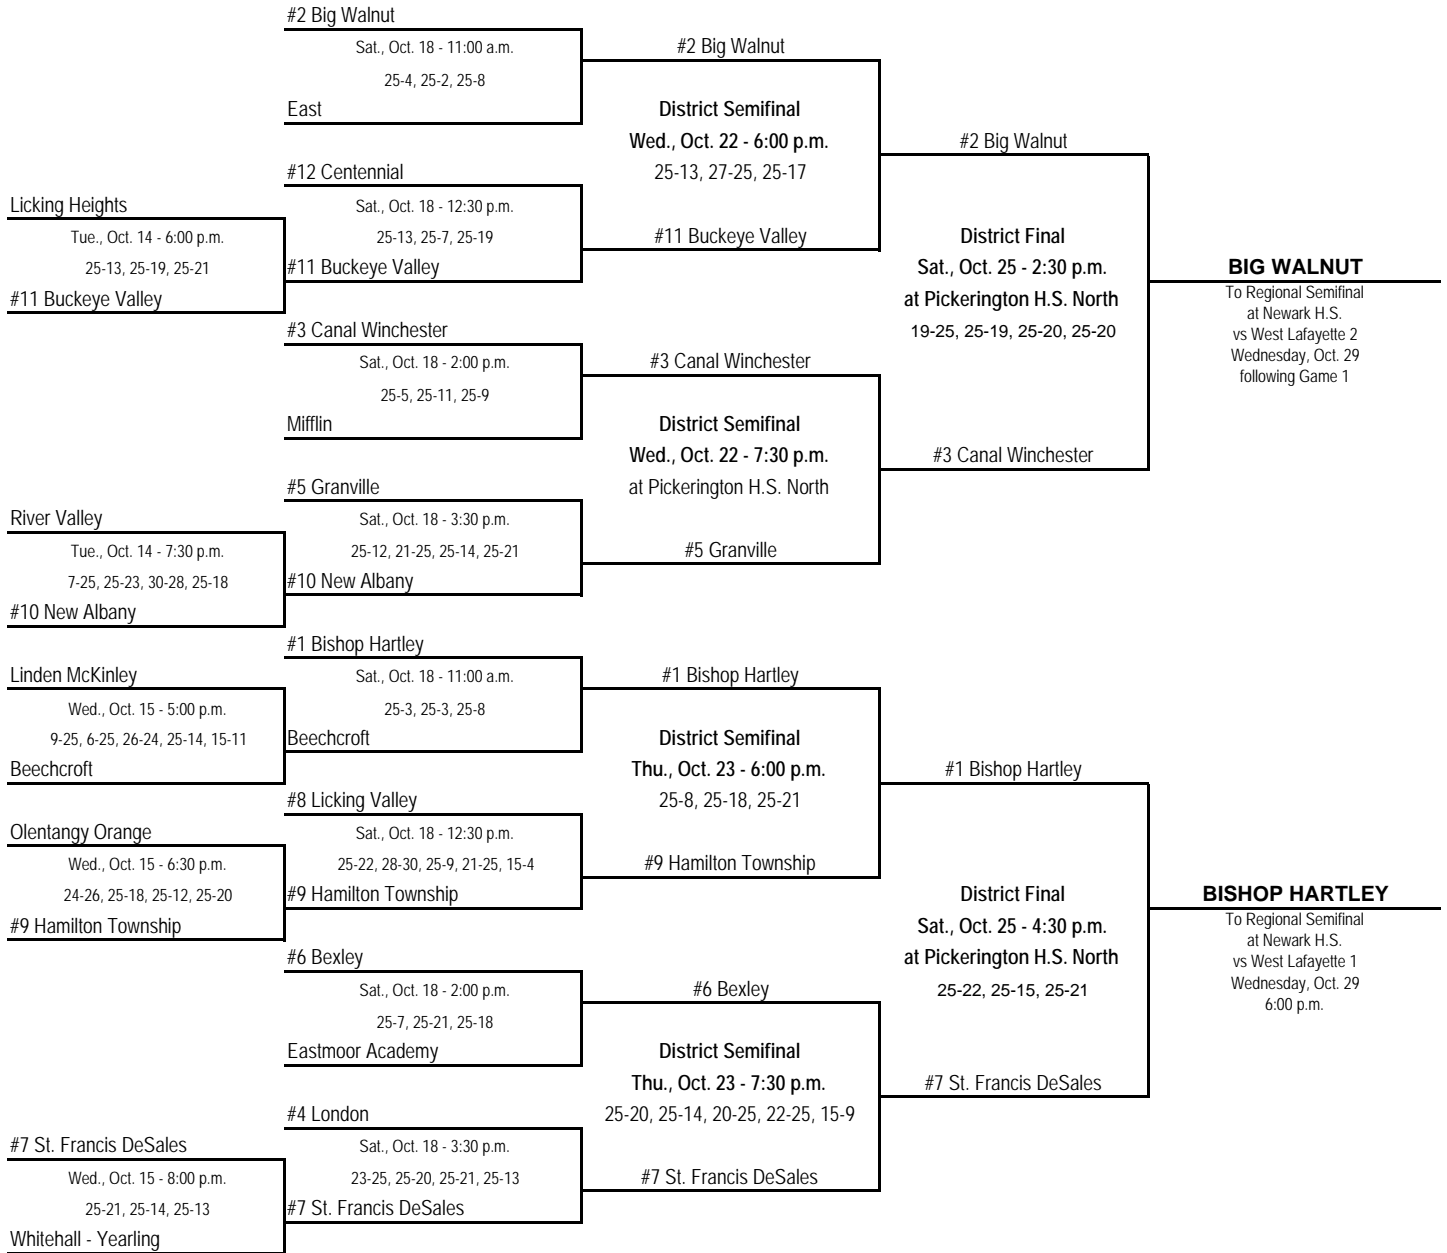 #2 Big Walnut
Sat., Oct. 18 - 11:00 a.m.
25-4, 25-2, 25-8
East
#2 Big Walnut
District Semifinal
Wed., Oct. 22 - 6:00 p.m.
25-13, 27-25, 25-17
#2 Big Walnut
#12 Centennial
Licking Heights
Tue., Oct. 14 - 6:00 p.m.
25-13, 25-19, 25-21
#11 Buckeye Valley
Sat., Oct. 18 - 12:30 p.m.
25-13, 25-7, 25-19
#11 Buckeye Valley
#11 Buckeye Valley
District Final
Sat., Oct. 25 - 2:30 p.m.
at Pickerington H.S. North
19-25, 25-19, 25-20, 25-20
BIG WALNUT
To Regional Semifinal
at Newark H.S.
vs West Lafayette 2
Wednesday, Oct. 29
following Game 1
#3 Canal Winchester
Sat., Oct. 18 - 2:00 p.m.
25-5, 25-11, 25-9
Mifflin
#3 Canal Winchester
District Semifinal
Wed., Oct. 22 - 7:30 p.m.
at Pickerington H.S. North
#3 Canal Winchester
#5 Granville
River Valley
Tue., Oct. 14 - 7:30 p.m.
7-25, 25-23, 30-28, 25-18
#10 New Albany
Sat., Oct. 18 - 3:30 p.m.
25-12, 21-25, 25-14, 25-21
#10 New Albany
#5 Granville
#1 Bishop Hartley
Linden McKinley
Wed., Oct. 15 - 5:00 p.m.
9-25, 6-25, 26-24, 25-14, 15-11
Beechcroft
Sat., Oct. 18 - 11:00 a.m.
25-3, 25-3, 25-8
Beechcroft
#1 Bishop Hartley
District Semifinal
Thu., Oct. 23 - 6:00 p.m.
25-8, 25-18, 25-21
#1 Bishop Hartley
#8 Licking Valley
Olentangy Orange
Wed., Oct. 15 - 6:30 p.m.
24-26, 25-18, 25-12, 25-20
#9 Hamilton Township
Sat., Oct. 18 - 12:30 p.m.
25-22, 28-30, 25-9, 21-25, 15-4
#9 Hamilton Township
#9 Hamilton Township
District Final
Sat., Oct. 25 - 4:30 p.m.
at Pickerington H.S. North
25-22, 25-15, 25-21
BISHOP HARTLEY
To Regional Semifinal
at Newark H.S.
vs West Lafayette 1
Wednesday, Oct. 29
6:00 p.m.
#6 Bexley
Sat., Oct. 18 - 2:00 p.m.
25-7, 25-21, 25-18
Eastmoor Academy
#6 Bexley
District Semifinal
Thu., Oct. 23 - 7:30 p.m.
25-20, 25-14, 20-25, 22-25, 15-9
#7 St. Francis DeSales
#4 London
#7 St. Francis DeSales
Wed., Oct. 15 - 8:00 p.m.
25-21, 25-14, 25-13
Whitehall - Yearling
Sat., Oct. 18 - 3:30 p.m.
23-25, 25-20, 25-21, 25-13
#7 St. Francis DeSales
#7 St. Francis DeSales